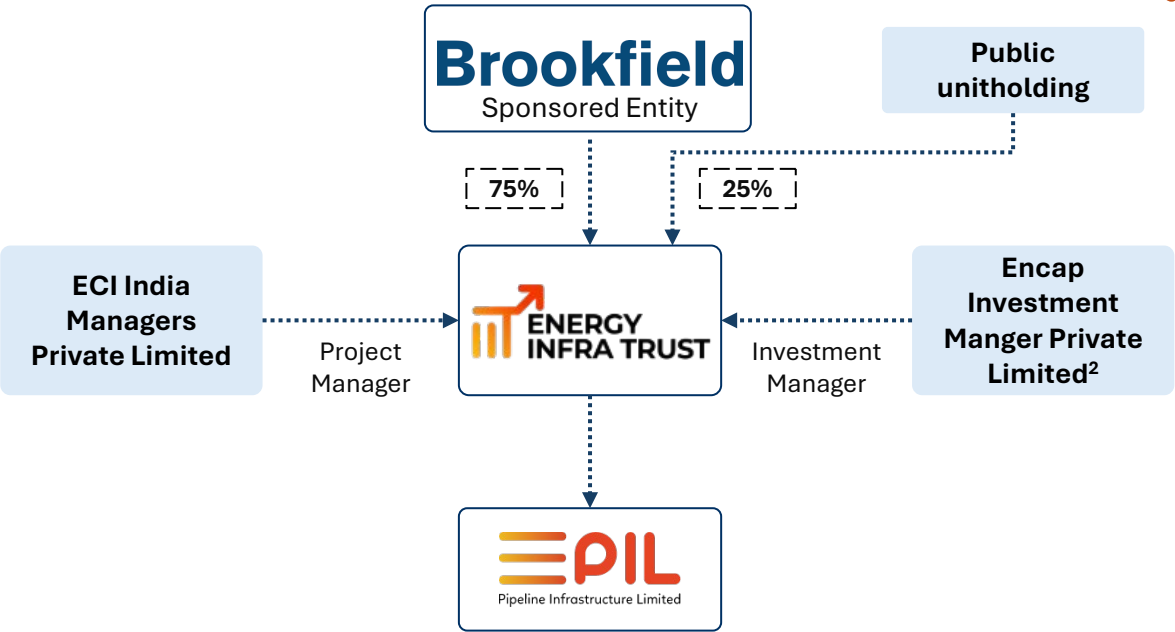 Brookfield
Sponsored Entity
Public
unitholding
75%
25%
ECI India
Managers
Private Limited
Project
Manager
ENERGY
INFRA TRUST
Investment
Manager
Encap
Investment
Manger Private
Limited²
PIL
Pipeline Infrastructure Limited